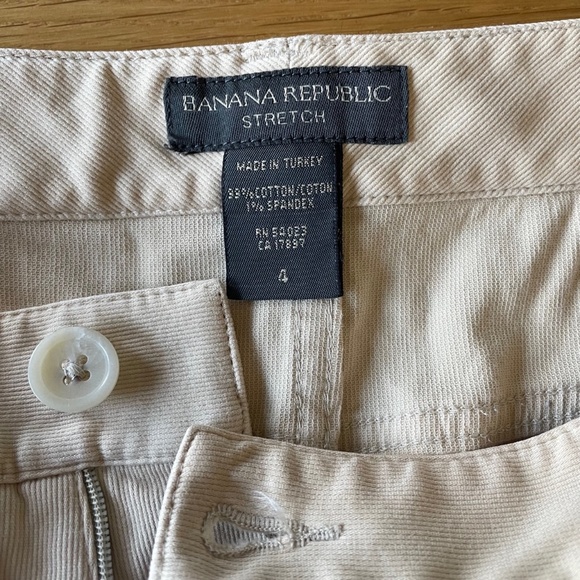 BANANA REPUBLIC
STRETCH
MADE IN TURKEY
99% COTTON/COTON
1% SPANDEX
RN 54023
CA 17897
4